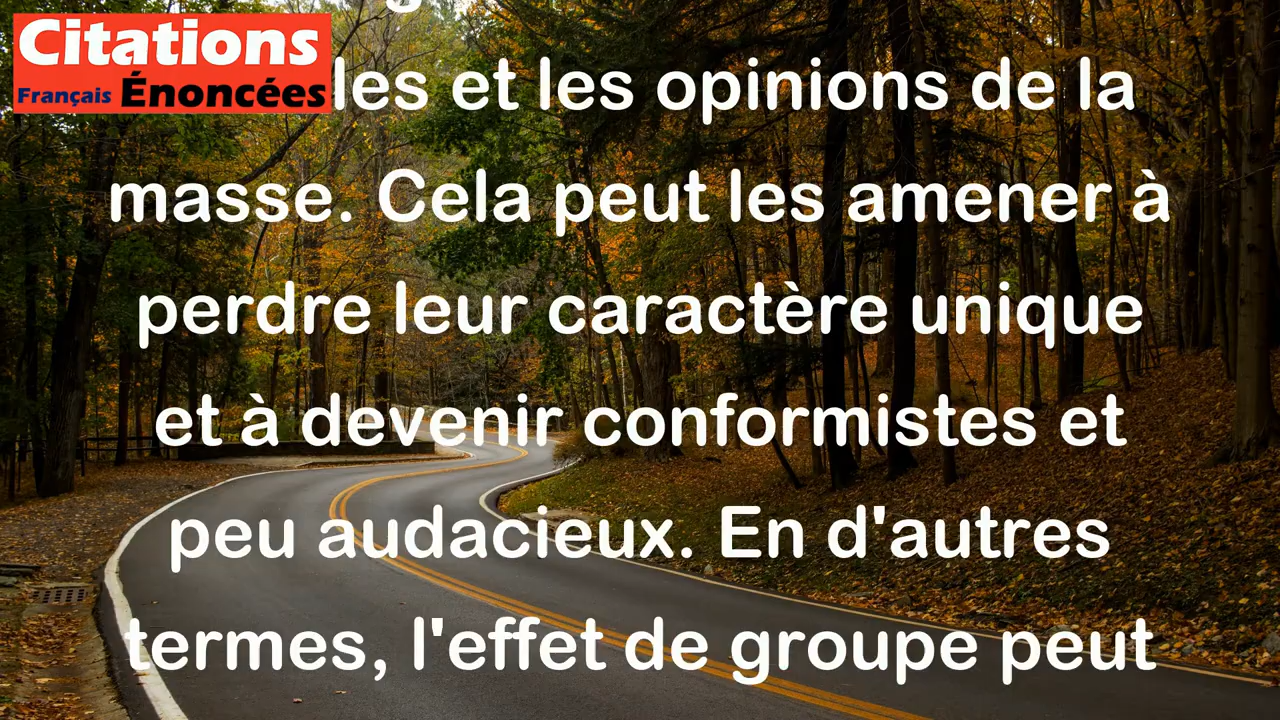 Citations
Français Énoncées
les et les opinions de la
masse. Cela peut les amener à
perdre leur caractère unique
et à devenir conformistes et
peu audacieux. En d'autres
termes, l'effet de groupe peut